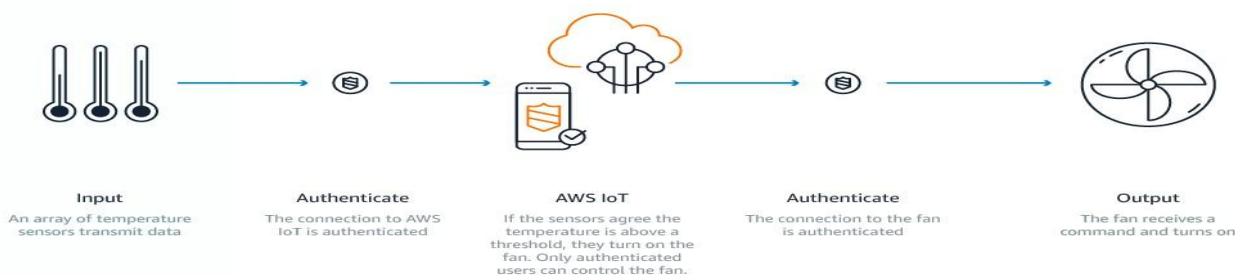 Input
An array of temperature
sensors transmit data
Authenticate
The connection to AWS
IoT is authenticated
AWS IoT
If the sensors agree the
temperature is above a
threshold, they turn on the
fan. Only authenticated
users can control the fan.
Authenticate
The connection to the fan
is authenticated
Output
The fan receives a
command and turns on